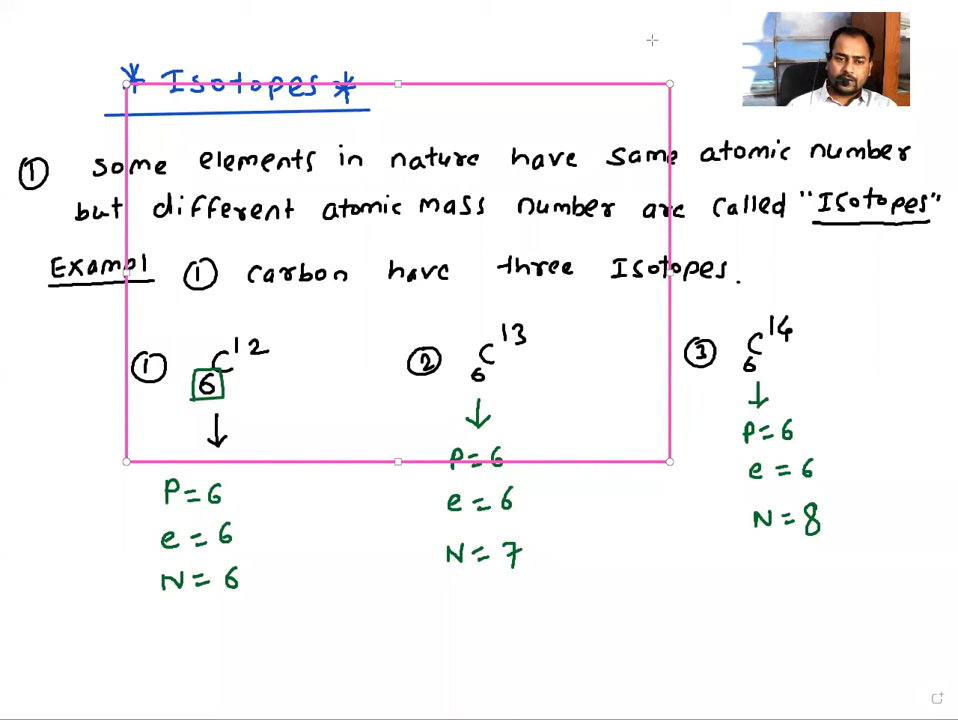 * Isotopes *
① Some elements in nature have same atomic number
but different atomic mass number are called "Isotopes"
Exampl ① carbon have three Isotopes.
① ₆C¹² ② ₆C¹³ ③ ₆C¹⁴
P = 6 P = 6 P = 6
e = 6 e = 6 e = 6
N = 6 N = 7 N = 8